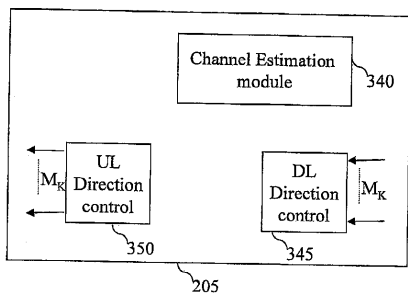 Channel Estimation
module
340
UL
Direction
control
M_K
350
DL
Direction
control
M_K
345
205